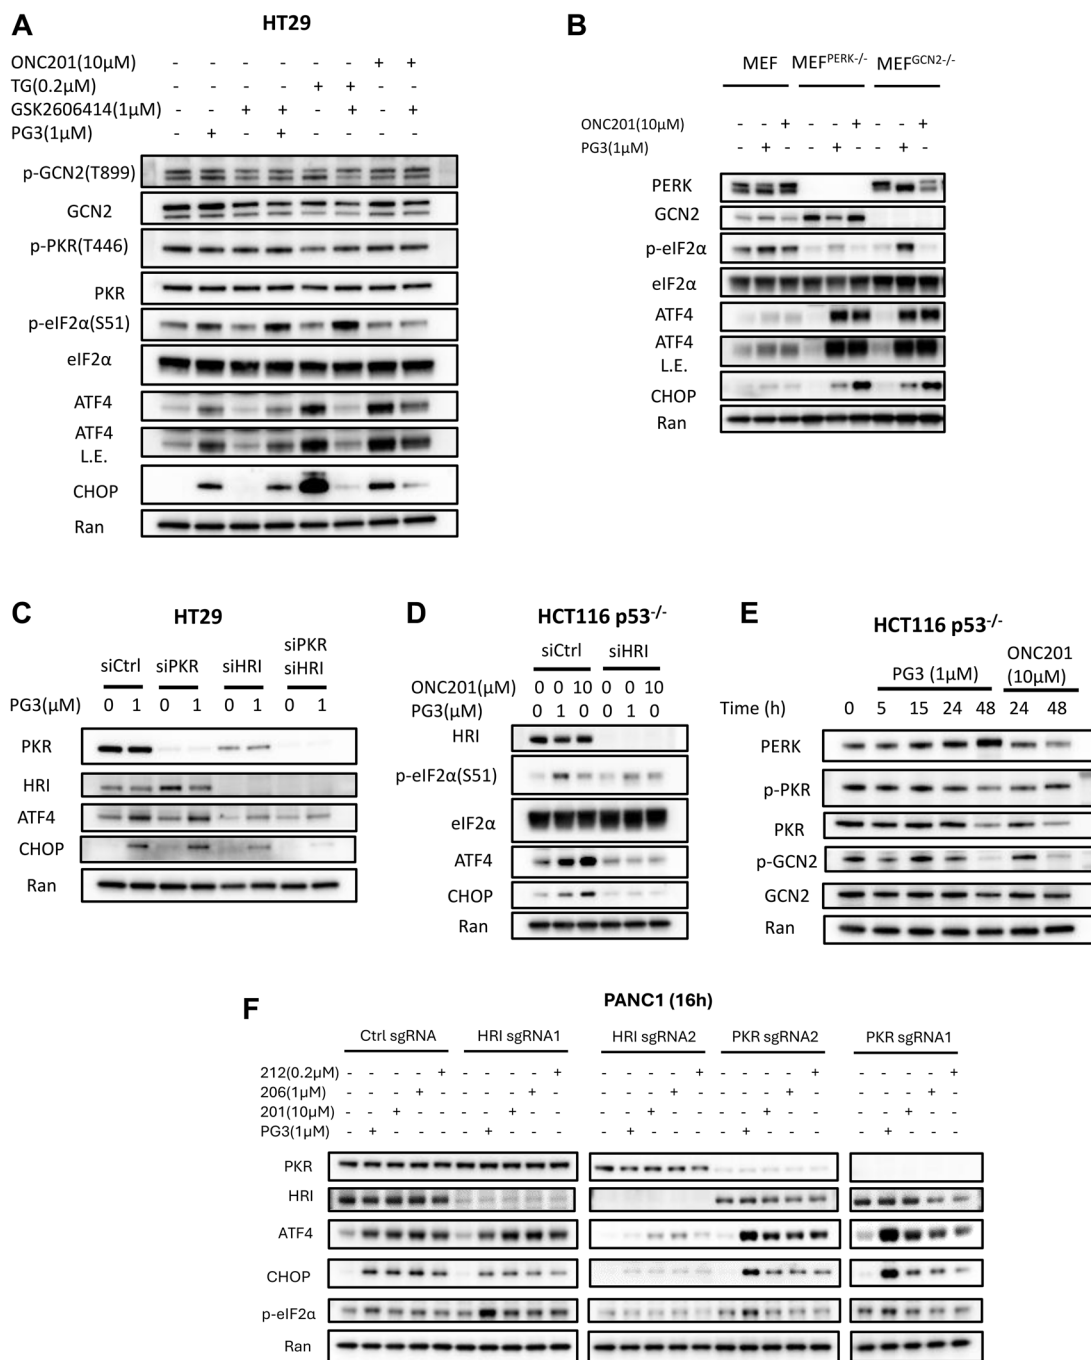 A
HT29
ONC201(10µM) - - - - - - + +
TG(0.2µM) - - - - + + - -
GSK2606414(1µM) - - + + - + - +
PG3(1µM) - + - + - - - -
p-GCN2(T899)
GCN2
p-PKR(T446)
PKR
p-eIF2α(S51)
eIF2α
ATF4
ATF4
L.E.
CHOP
Ran
B
MEF MEF^PERK-/- MEF^GCN2-/-
ONC201(10µM) - - + - - + - - +
PG3(1µM) - + - - + - - + -
PERK
GCN2
p-eIF2α
eIF2α
ATF4
ATF4
L.E.
CHOP
Ran
C
HT29
siCtrl siPKR siHRI siPKR siHRI
PG3(µM) 0 1 0 1 0 1 0 1
PKR
HRI
ATF4
CHOP
Ran
D
HCT116 p53-/-
siCtrl siHRI
ONC201(µM) 0 0 10 0 0 10
PG3(µM) 0 1 0 0 1 0
HRI
p-eIF2α(S51)
eIF2α
ATF4
CHOP
Ran
E
HCT116 p53-/-
PG3 (1µM) ONC201 (10µM)
Time (h) 0 5 15 24 48 24 48
PERK
p-PKR
PKR
p-GCN2
GCN2
Ran
F
PANC1 (16h)
Ctrl sgRNA HRI sgRNA1 HRI sgRNA2 PKR sgRNA2 PKR sgRNA1
212(0.2µM) - - - - + - - - - + - - - - + - - - - + - - - - +
206(1µM) - - - + - - - - + - - - - + - - - - + - - - - + -
201(10µM) - - + - - - - + - - - - + - - - - + - - - - + - -
PG3(1µM) - + - - - - + - - - - + - - - - + - - - - + - - -
PKR
HRI
ATF4
CHOP
p-eIF2α
Ran